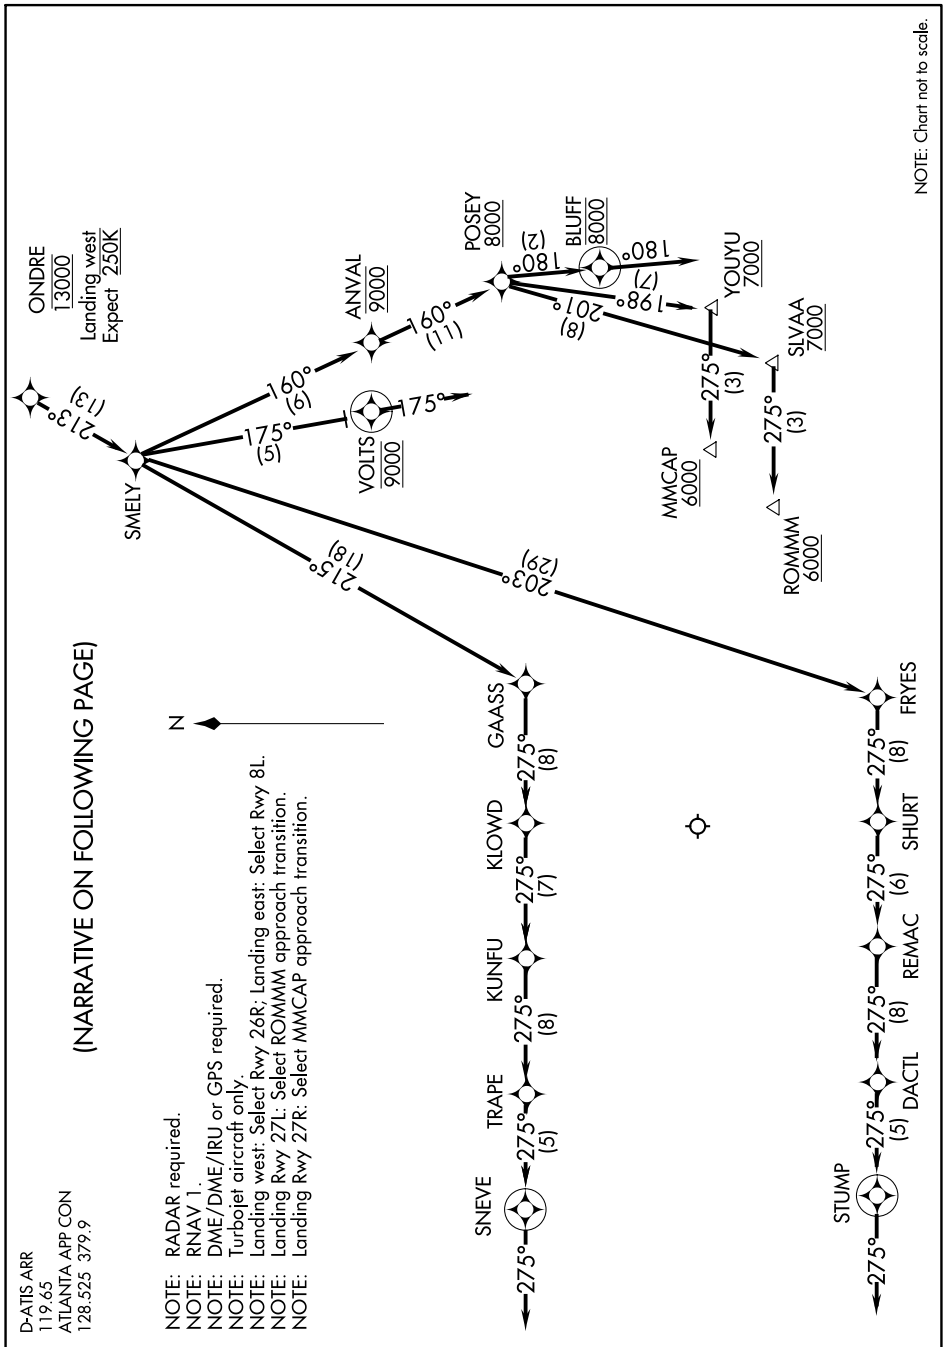 D-ATIS ARR
119.65
ATLANTA APP CON
128.525 379.9
(NARRATIVE ON FOLLOWING PAGE)
NOTE: RADAR required.
NOTE: RNAV 1.
NOTE: DME/DME/IRU or GPS required.
NOTE: Turbojet aircraft only.
NOTE: Landing west: Select Rwy 26R; Landing east: Select Rwy 8L.
NOTE: Landing Rwy 27L: Select ROMMM approach transition.
NOTE: Landing Rwy 27R: Select MMCAP approach transition.
N
ONDRE
13000
Landing west
Expect 250K
213°
(13)
SMELY
160°
(9)
ANVAL
9000
175°
(5)
VOLTS
9000
175°
160°
(11)
POSEY
8000
180°
(2)
BLUFF
8000
180°
(7)
198°
201°
(8)
YOUYU
7000
275°
(3)
MMCAP
6000
SLVAA
7000
275°
(3)
ROMMM
6000
215°
(18)
203°
(29)
SNEVE
TRAPE
KUNFU
KLOWD
GAASS
275°
275°
(5)
275°
(8)
275°
(7)
275°
(8)
STUMP
DACTL
REMAC
SHURT
FRYES
275°
275°
(5)
275°
(8)
275°
(6)
275°
(8)
NOTE: Chart not to scale.